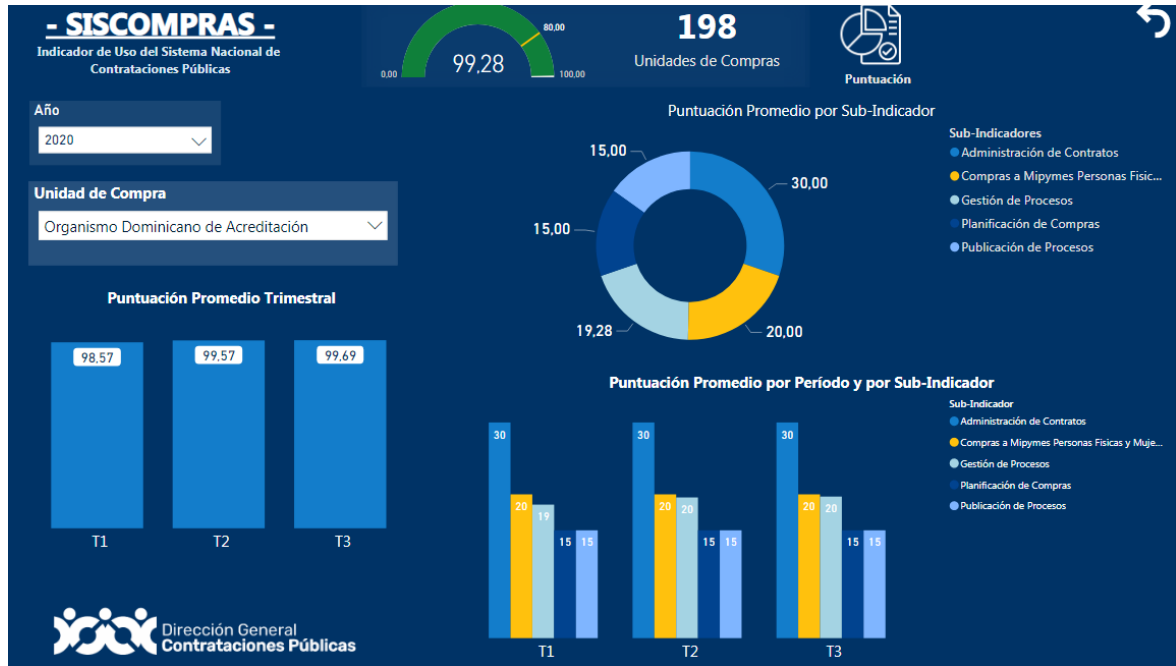 - SISCOMPRAS -
Indicador de Uso del Sistema Nacional de
Contrataciones Públicas
0,00
99,28
80,00
100,00
198
Unidades de Compras
Puntuación
Año
2020
Unidad de Compra
Organismo Dominicano de Acreditación
Puntuación Promedio Trimestral
98,57
99,57
99,69
T1
T2
T3
Puntuación Promedio por Sub-Indicador
15,00
30,00
15,00
19,28
20,00
Sub-Indicadores
Administración de Contratos
Compras a Mipymes Personas Fisic...
Gestión de Procesos
Planificación de Compras
Publicación de Procesos
Puntuación Promedio por Período y por Sub-Indicador
30
20
19
15
15
30
20
20
15
15
30
20
20
15
15
T1
T2
T3
Sub-Indicador
Administración de Contratos
Compras a Mipymes Personas Fisicas y Muje...
Gestión de Procesos
Planificación de Compras
Publicación de Procesos
Dirección General
Contrataciones Públicas